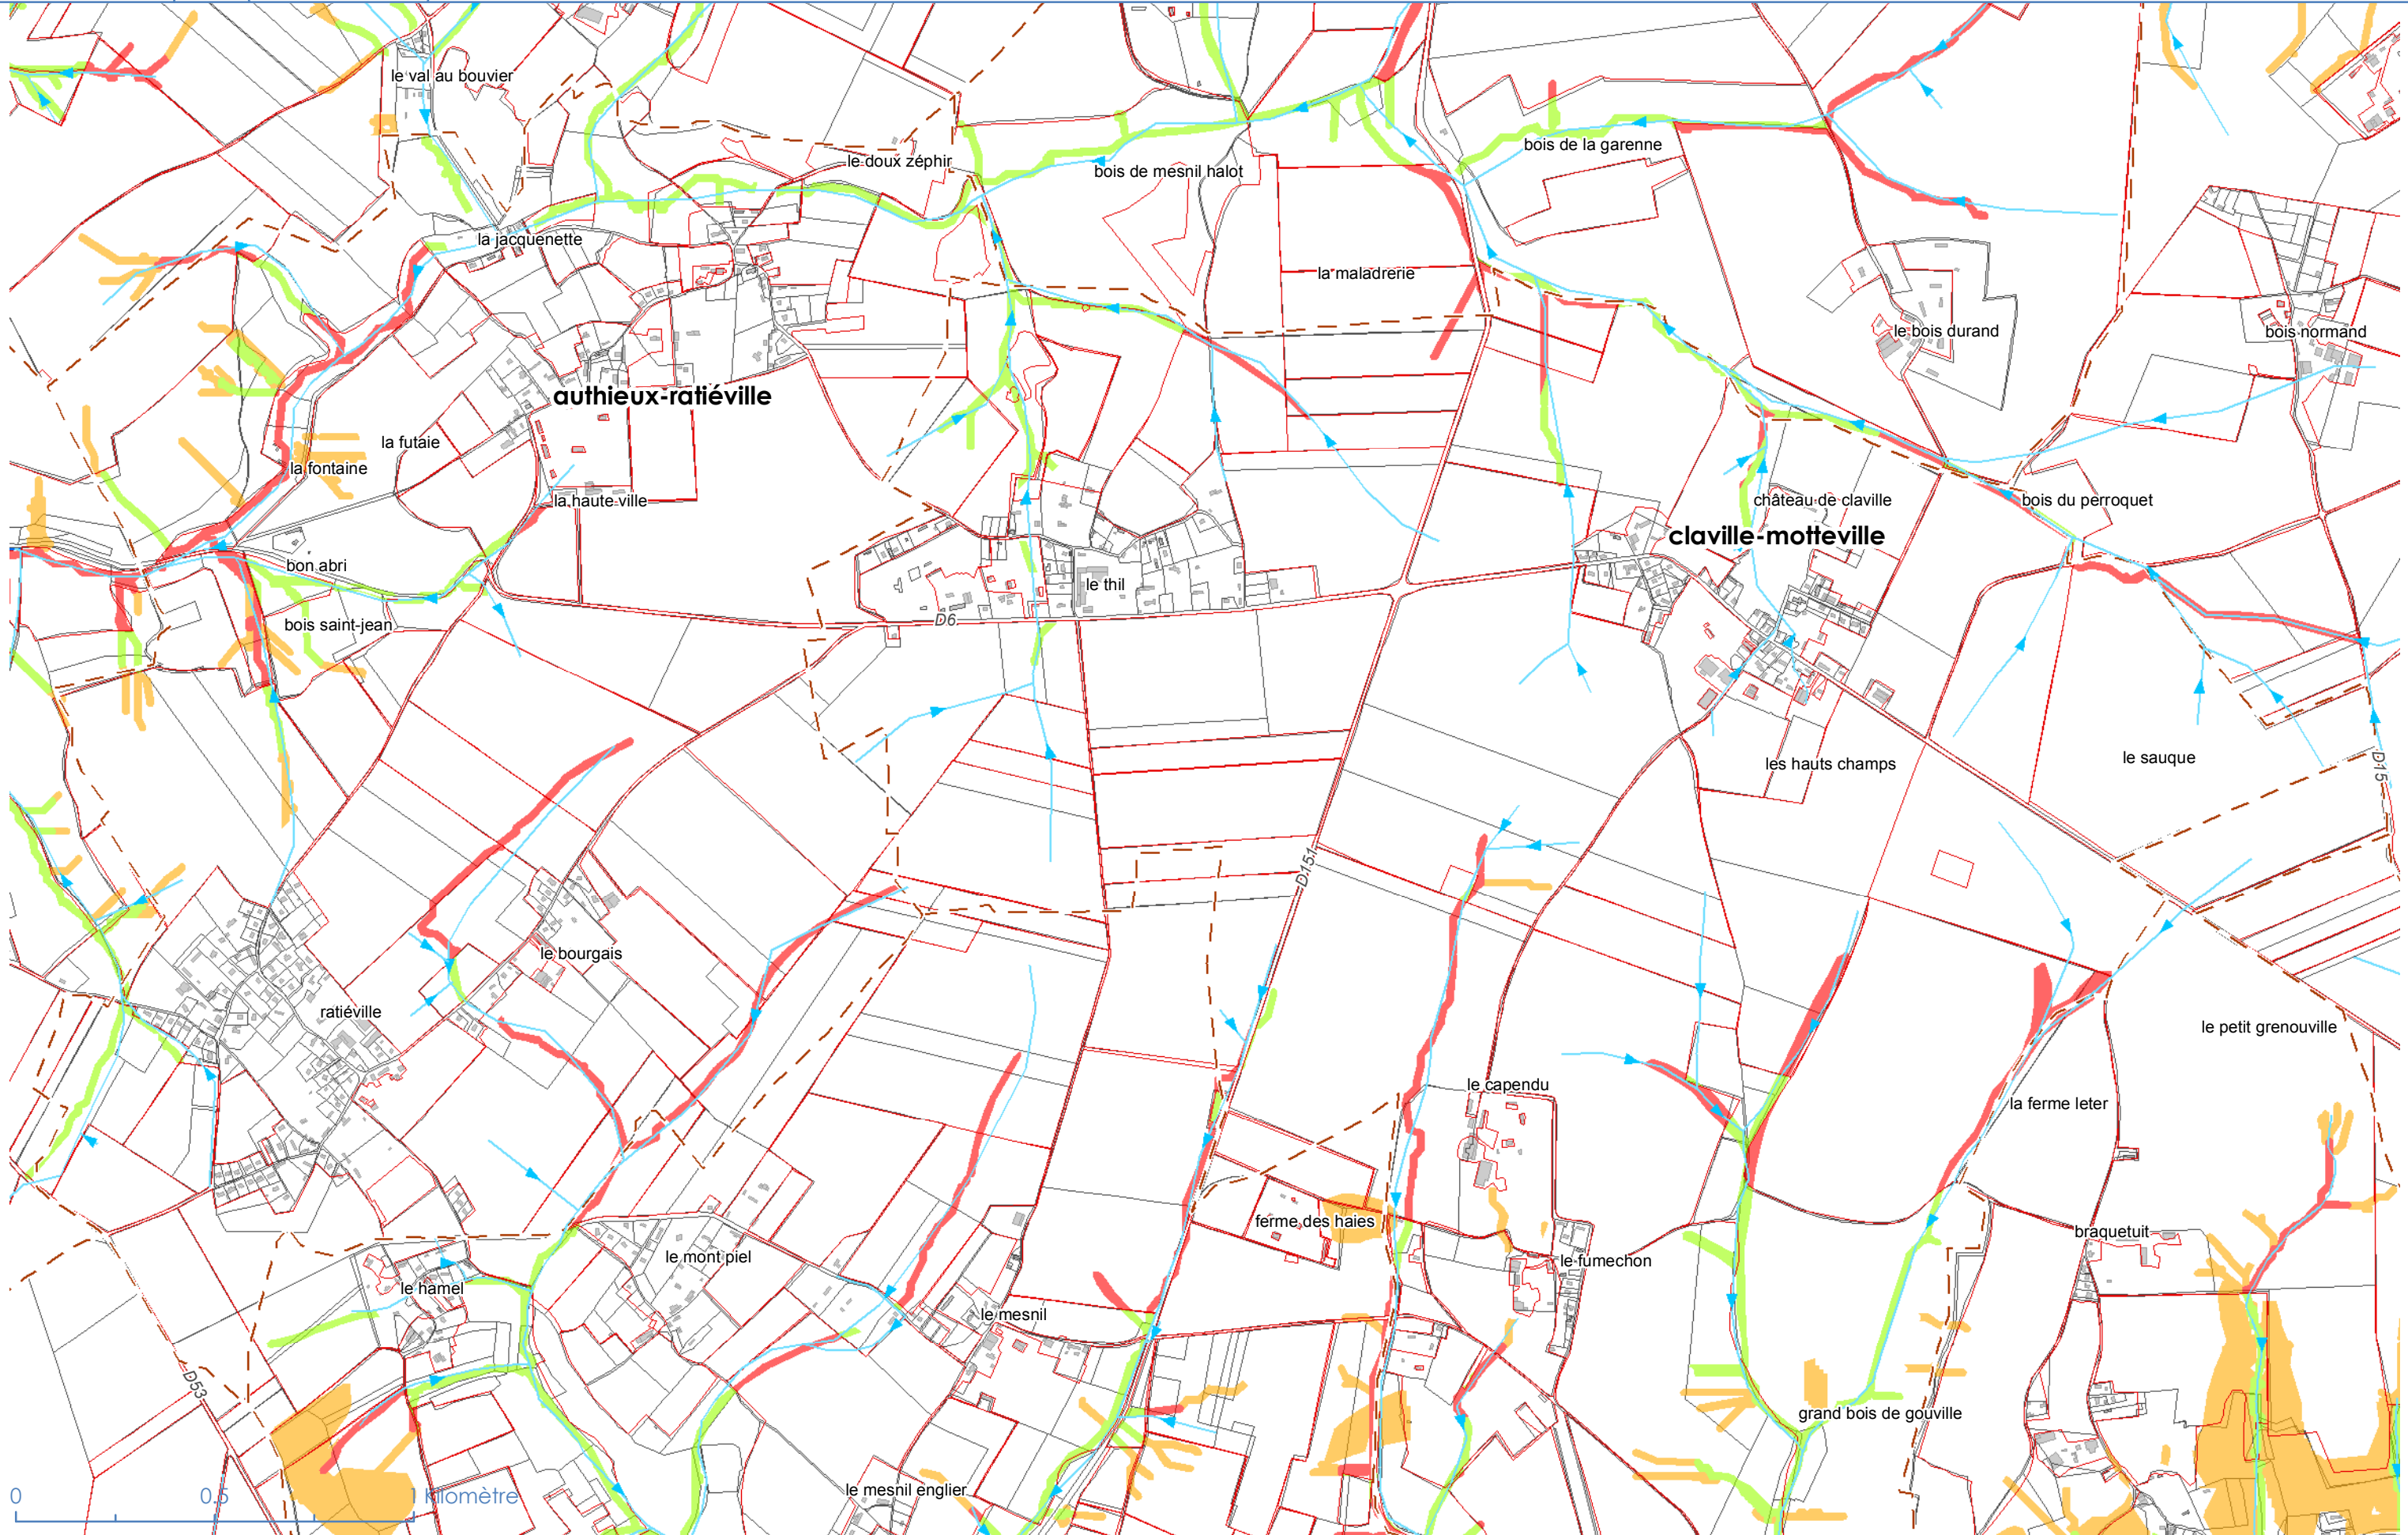 le val au bouvier
bois de la garenne
le doux zéphir
bois de mesnil halot
la jacquenette
la maladrerie
le bois durand
bois normand
authieux-ratiéville
la futaie
la fontaine
la haute ville
château de claville
bois du perroquet
claville-motteville
bon abri
le thil
bois saint-jean
D6
le sauque
les hauts champs
D151
le bourgais
ratiéville
le petit grenouville
le capendu
la ferme leter
ferme des haies
braquetuit
le mont piel
le fumechon
le hamel
le mesnil
D53
grand bois de gouville
le mesnil englier
0 0.5 1 Kilomètre